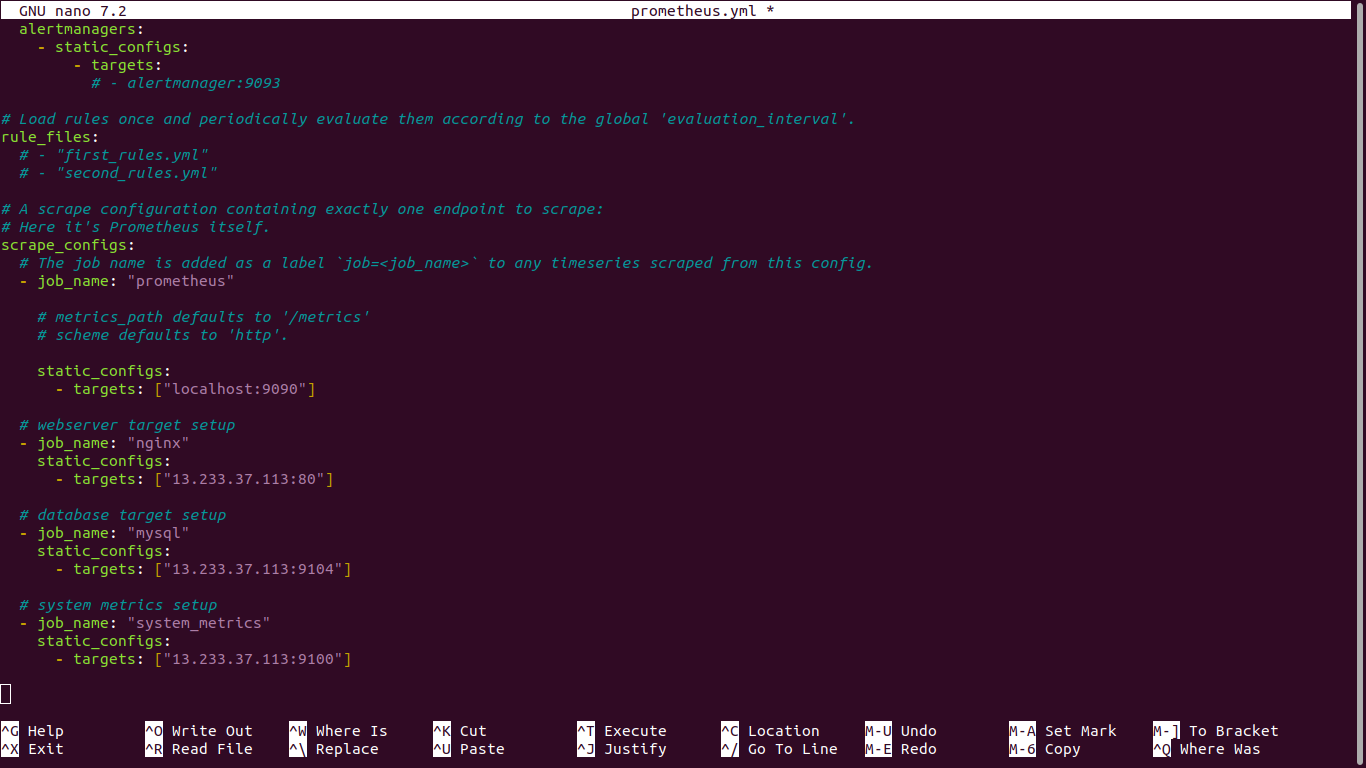 GNU nano 7.2 prometheus.yml *
  alertmanagers:
    - static_configs:
        - targets:
          # - alertmanager:9093

# Load rules once and periodically evaluate them according to the global 'evaluation_interval'.
rule_files:
  # - "first_rules.yml"
  # - "second_rules.yml"

# A scrape configuration containing exactly one endpoint to scrape:
# Here it's Prometheus itself.
scrape_configs:
  # The job name is added as a label `job=<job_name>` to any timeseries scraped from this config.
  - job_name: "prometheus"

    # metrics_path defaults to '/metrics'
    # scheme defaults to 'http'.

    static_configs:
      - targets: ["localhost:9090"]

  # webserver target setup
  - job_name: "nginx"
    static_configs:
      - targets: ["13.233.37.113:80"]

  # database target setup
  - job_name: "mysql"
    static_configs:
      - targets: ["13.233.37.113:9104"]

  # system metrics setup
  - job_name: "system_metrics"
    static_configs:
      - targets: ["13.233.37.113:9100"]

^G Help ^O Write Out ^W Where Is ^K Cut ^T Execute ^C Location M-U Undo M-A Set Mark M-] To Bracket
^X Exit ^R Read File ^\ Replace ^U Paste ^J Justify ^/ Go To Line M-E Redo M-6 Copy ^Q Where Was